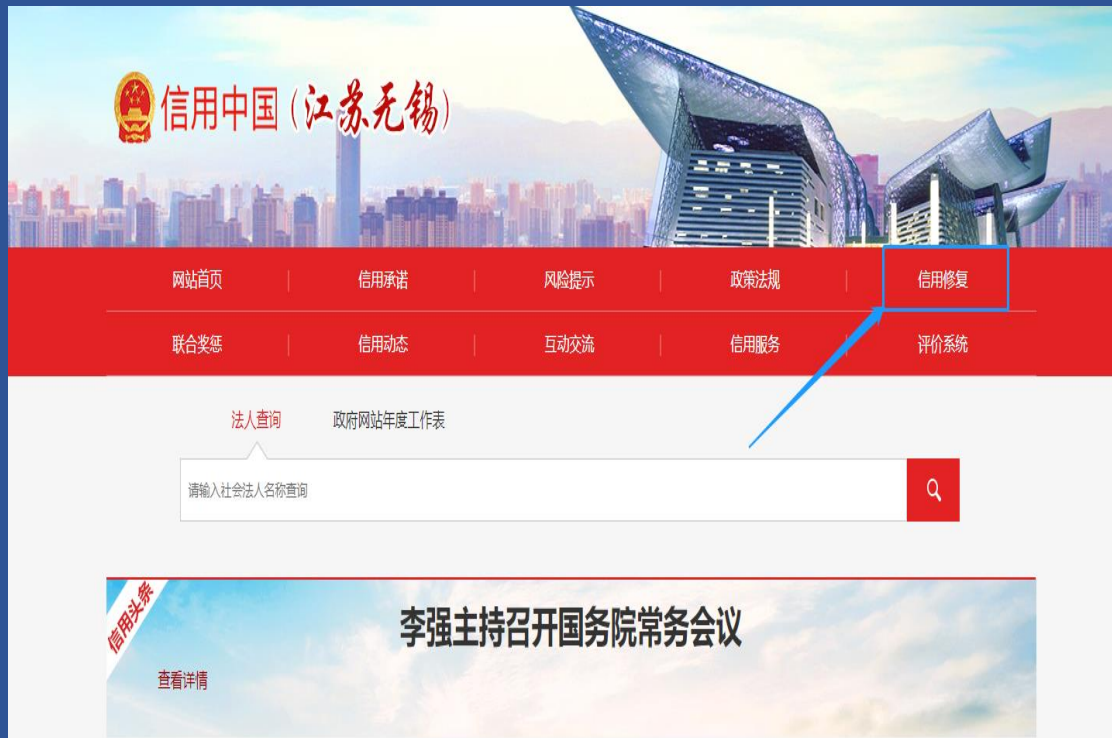 信用中国(江苏无锡)
网站首页 信用承诺 风险提示 政策法规 信用修复
联合奖惩 信用动态 互动交流 信用服务 评价系统
法人查询 政府网站年度工作表
请输入社会法人名称查询
信用头条
李强主持召开国务院常务会议
查看详情